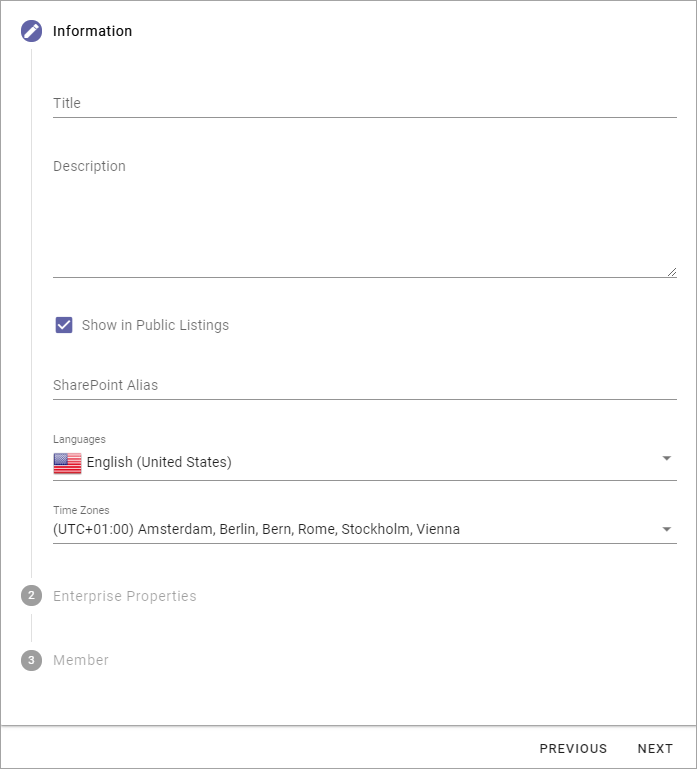 Information
Title
Description
Show in Public Listings
SharePoint Alias
Languages
English (United States)
Time Zones
(UTC+01:00) Amsterdam, Berlin, Bern, Rome, Stockholm, Vienna
2 Enterprise Properties
3 Member
PREVIOUS NEXT